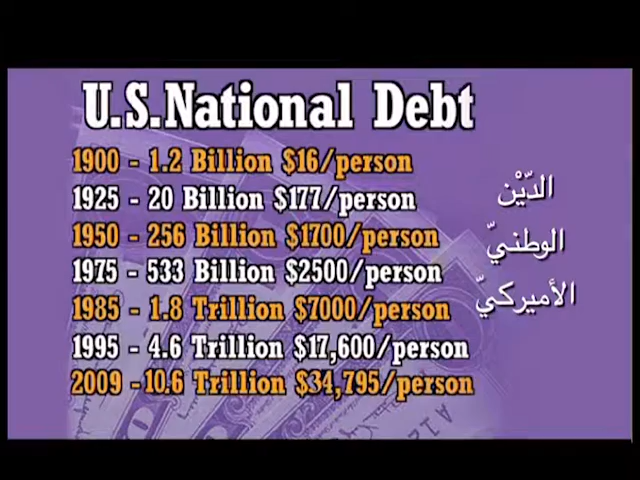 U.S.National Debt
1900 - 1.2 Billion $16/person
1925 - 20 Billion $177/person
1950 - 256 Billion $1700/person
1975 - 533 Billion $2500/person
1985 - 1.8 Trillion $7000/person
1995 - 4.6 Trillion $17,600/person
2009 - 10.6 Trillion $34,795/person
الدّيْن
الوطنيّ
الأميركيّ